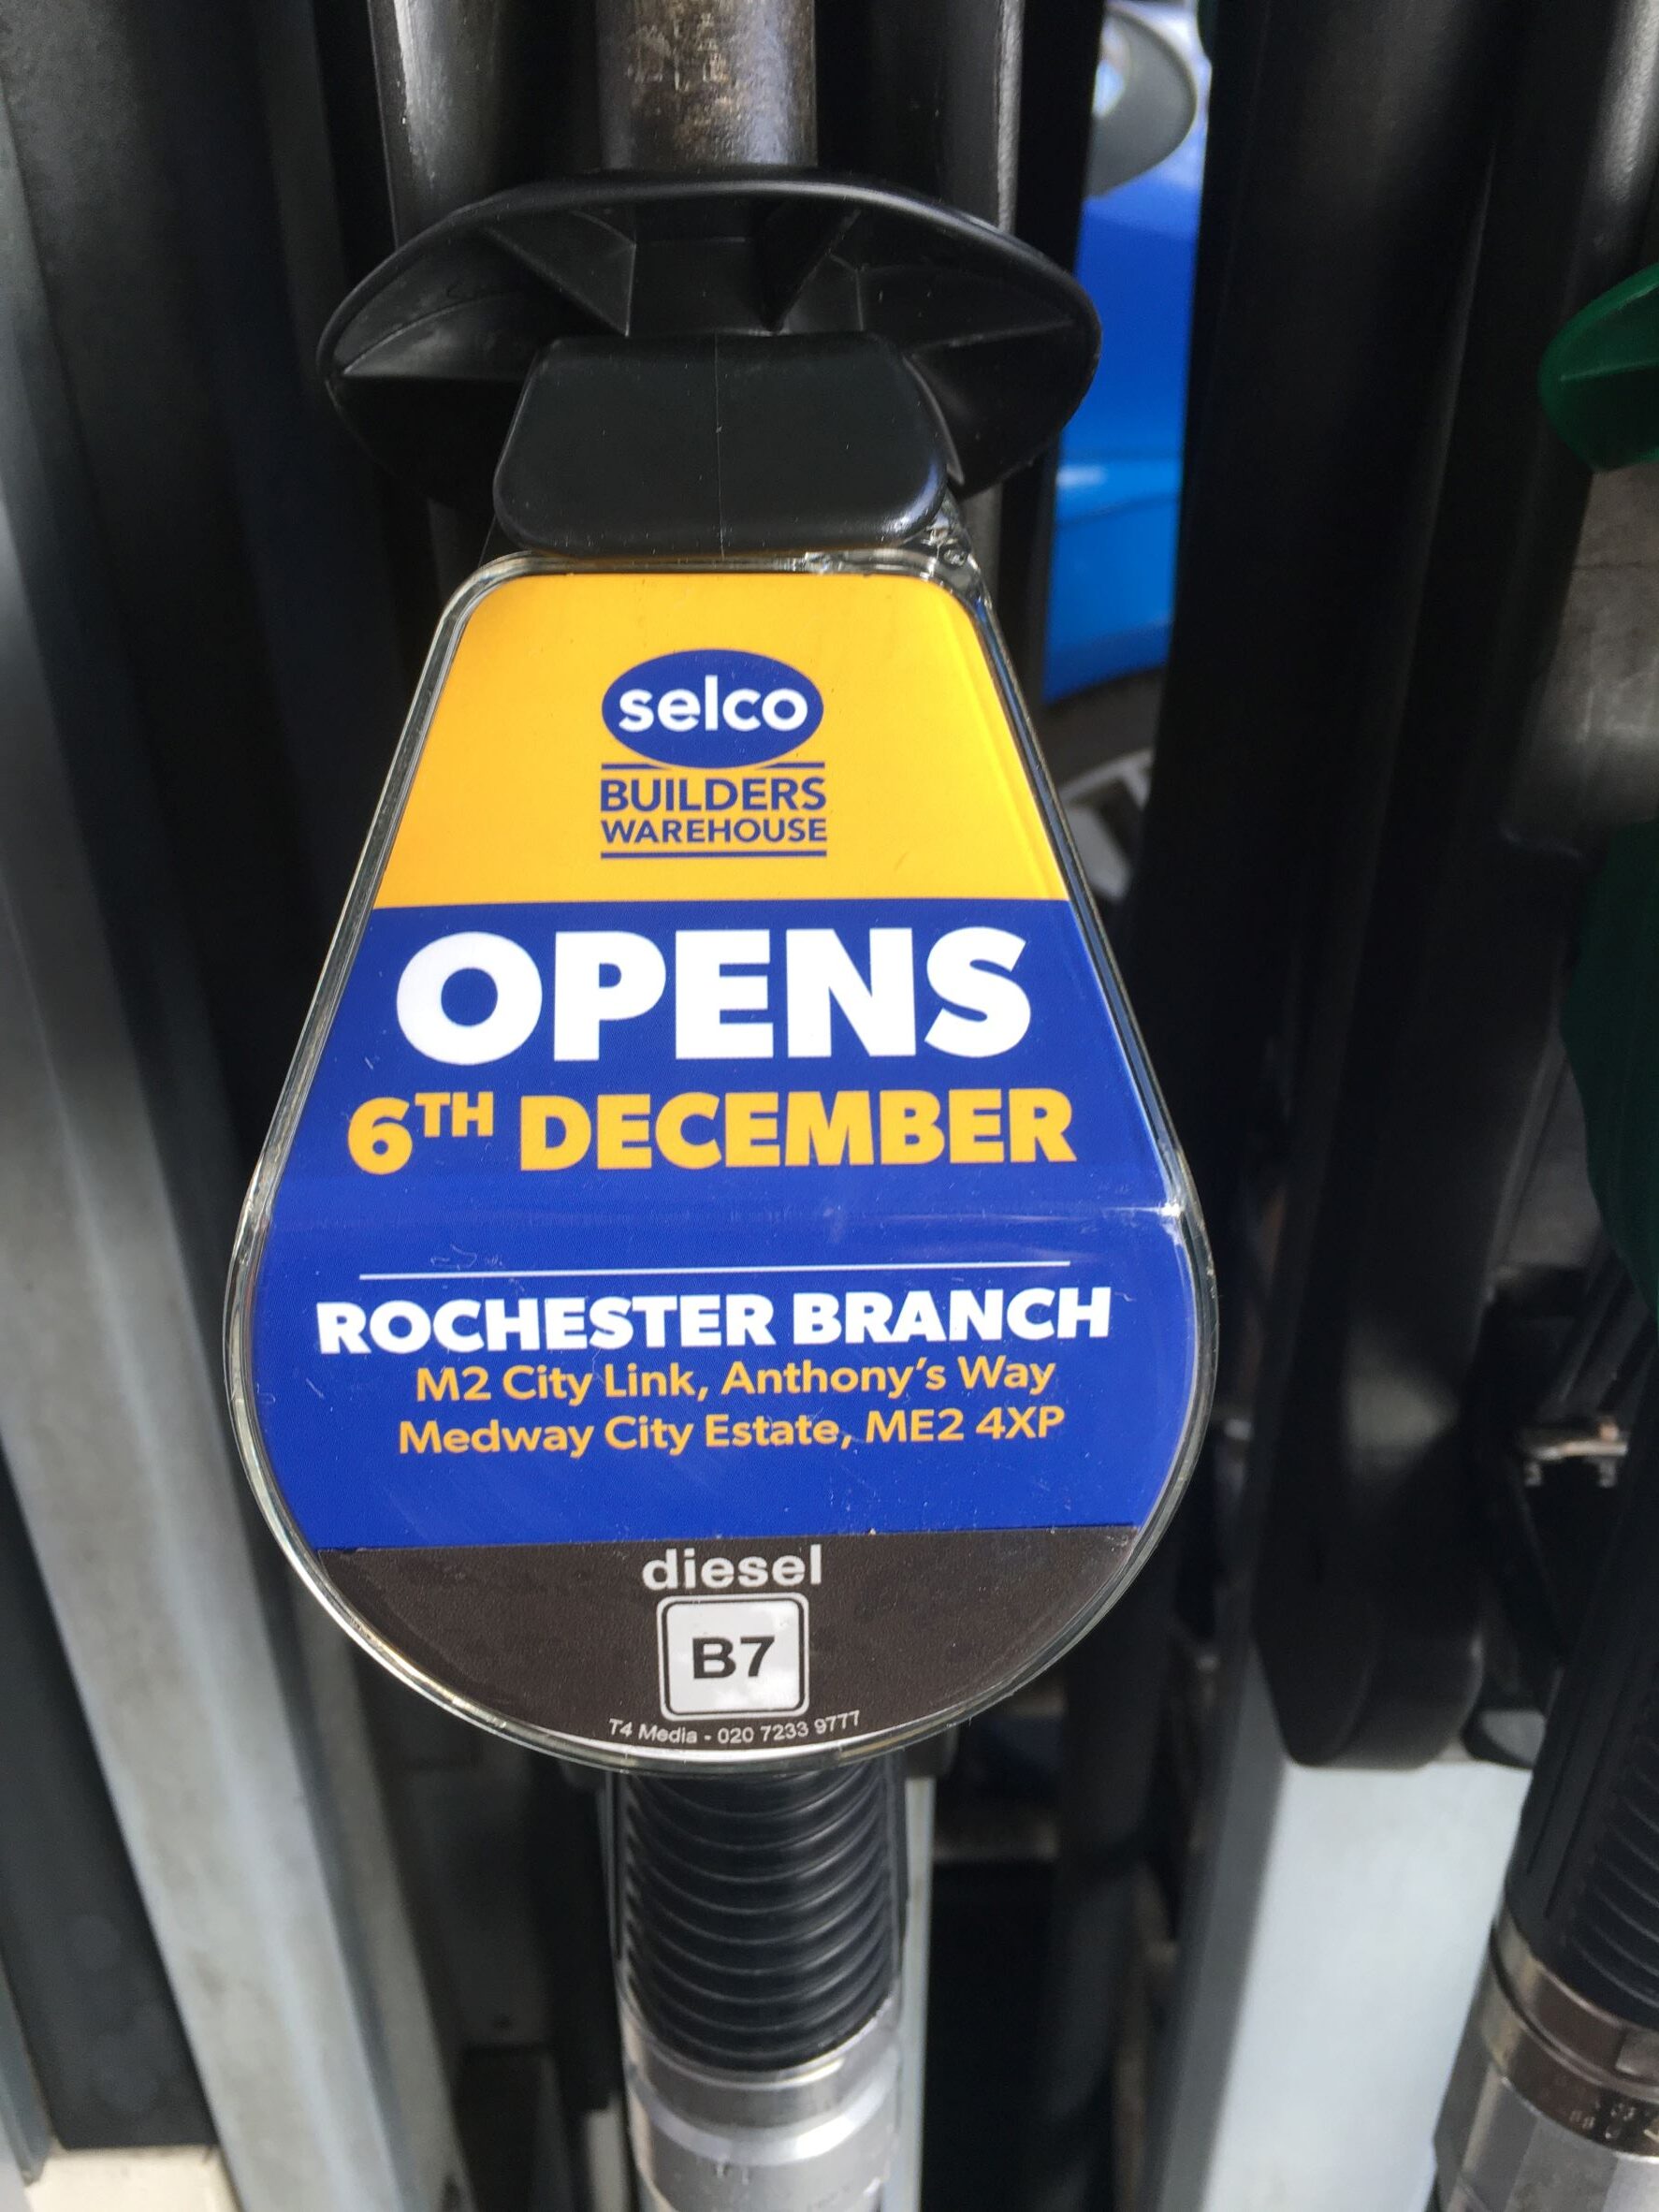 selco
BUILDERS
WAREHOUSE
OPENS
6TH DECEMBER
ROCHESTER BRANCH
M2 City Link, Anthony's Way
Medway City Estate, ME2 4XP
diesel
B7
T4 Media - 020 7233 9777